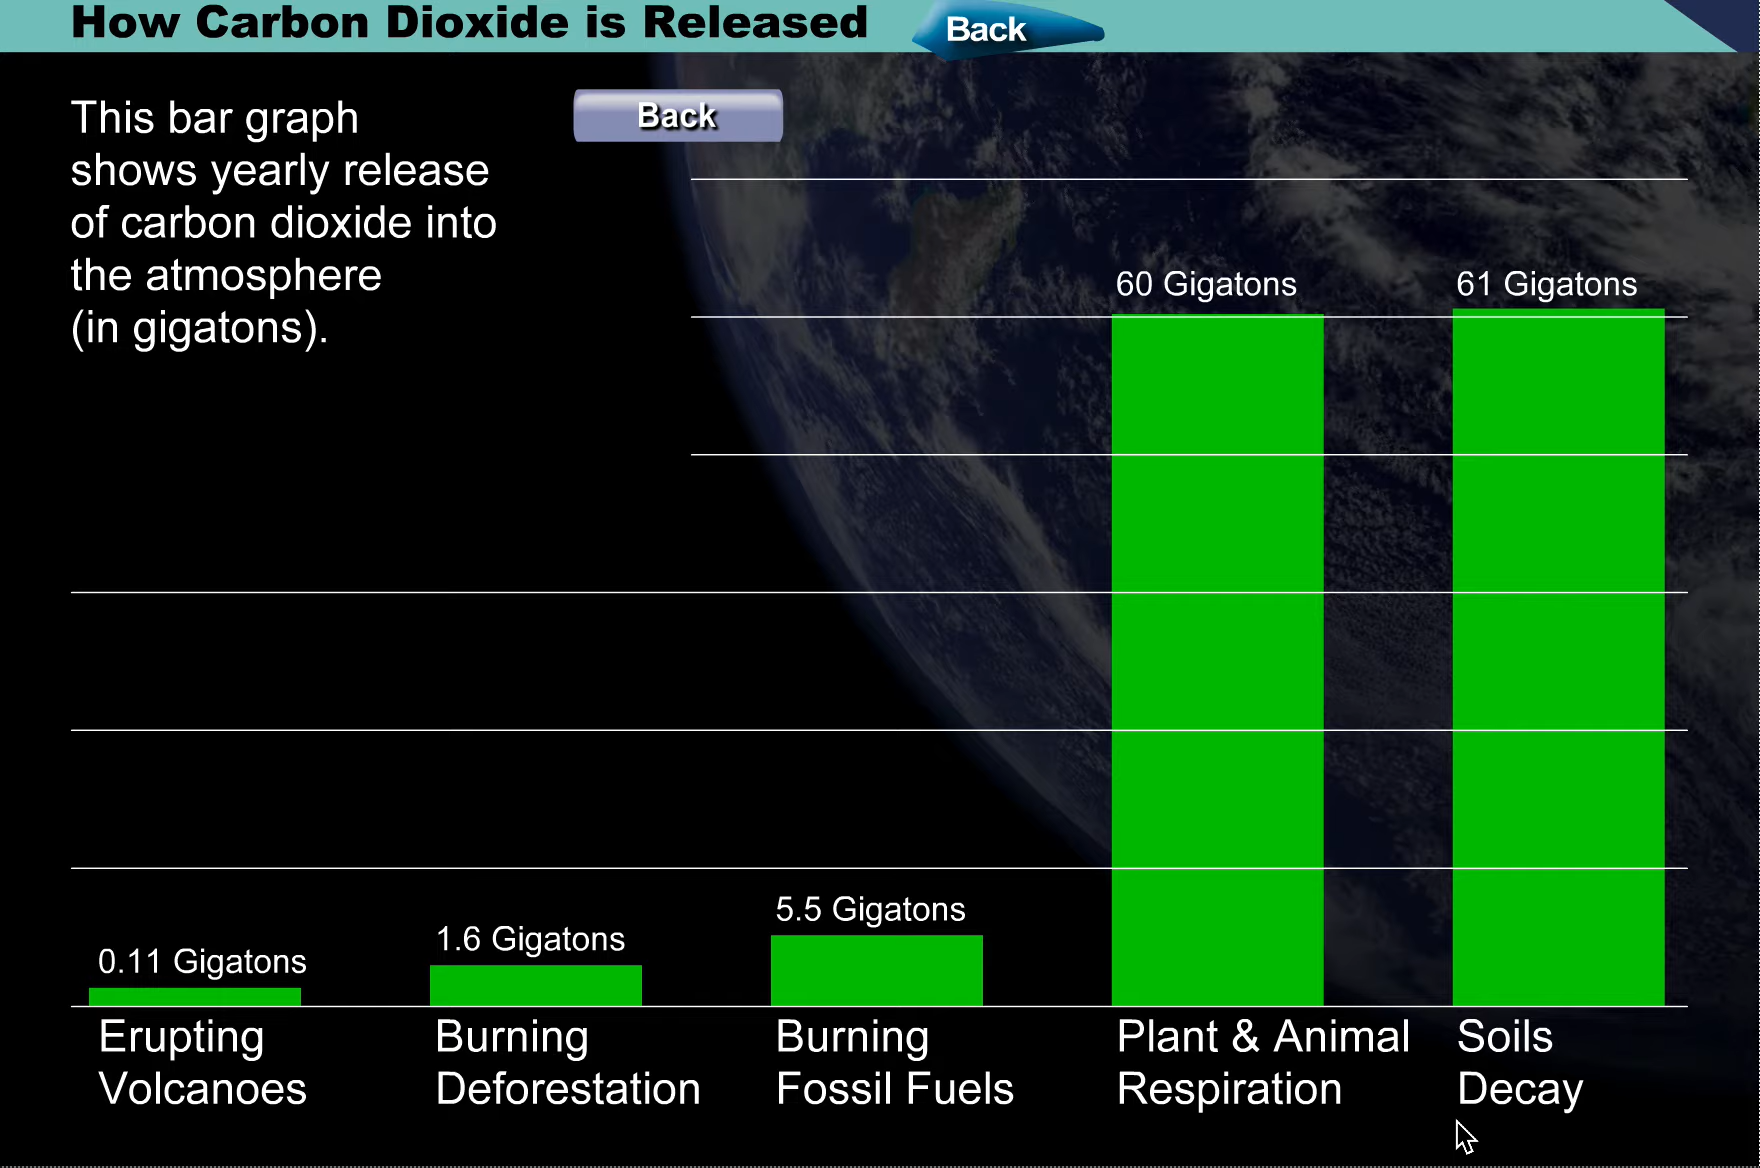 How Carbon Dioxide is Released
Back
Back
This bar graph
shows yearly release
of carbon dioxide into
the atmosphere
(in gigatons).
60 Gigatons
61 Gigatons
5.5 Gigatons
1.6 Gigatons
0.11 Gigatons
Erupting
Volcanoes
Burning
Deforestation
Burning
Fossil Fuels
Plant & Animal
Respiration
Soils
Decay